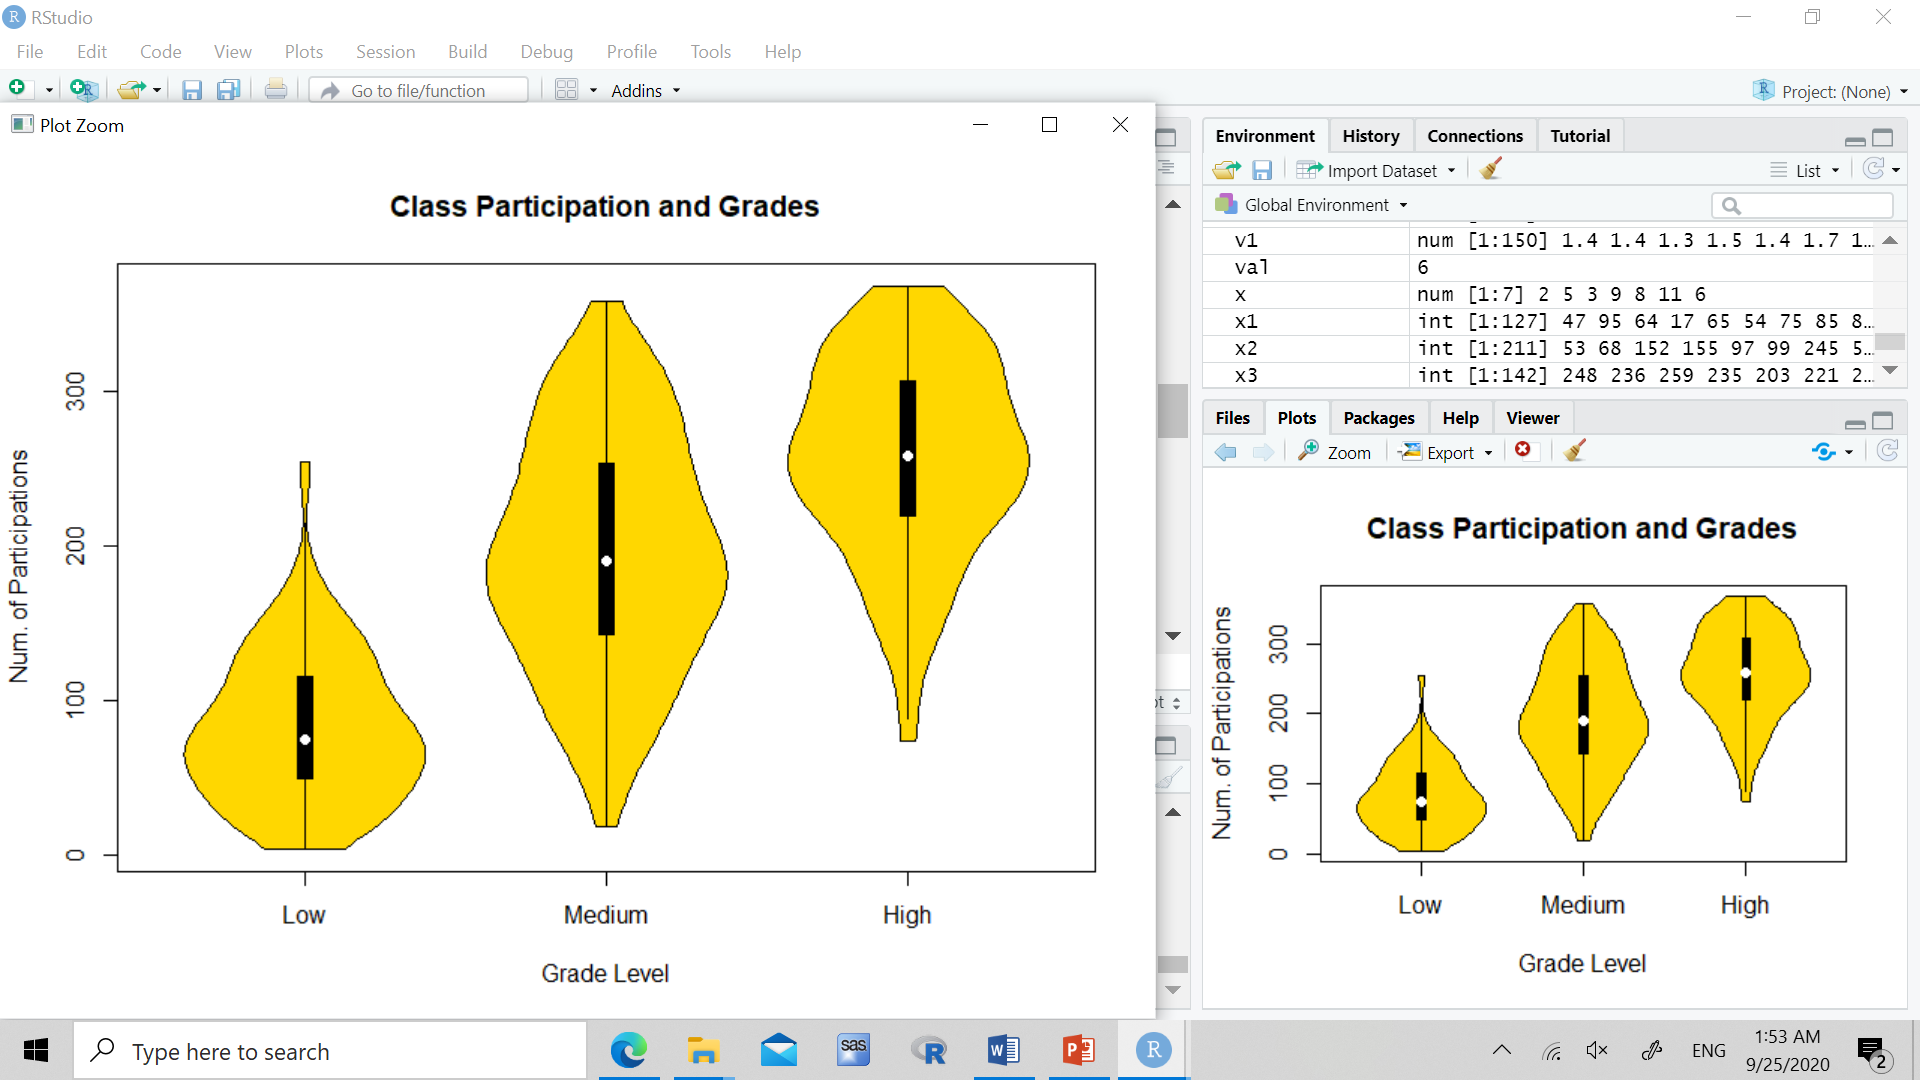 RStudio
File Edit Code View Plots Session Build Debug Profile Tools Help
Go to file/function
Addins
Project: (None)
Plot Zoom
Class Participation and Grades
Num. of Participations
300
200
100
0
Low Medium High
Grade Level
Environment History Connections Tutorial
Import Dataset
List
Global Environment
v1 num [1:150] 1.4 1.4 1.3 1.5 1.4 1.7 1…
val 6
x num [1:7] 2 5 3 9 8 11 6
x1 int [1:127] 47 95 64 17 65 54 75 85 8…
x2 int [1:211] 53 68 152 155 97 99 245 5…
x3 int [1:142] 248 236 259 235 203 221 2…
Files Plots Packages Help Viewer
Zoom Export
Class Participation and Grades
Num. of Participations
300
200
100
0
Low Medium High
Grade Level
Type here to search
sas
ENG
1:53 AM
9/25/2020
2